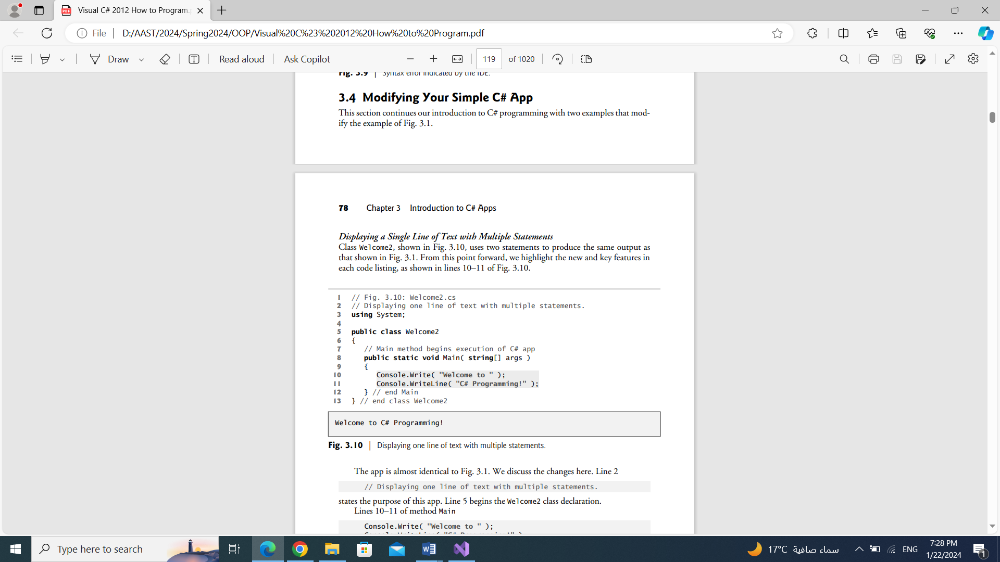 Visual C# 2012 How to Program.p
File
D:/AAST/2024/Spring2024/OOP/Visual%20C%23%202012%20How%20to%20Program.pdf
Draw
Read aloud
Ask Copilot
119 of 1020
Fig. 3.9 | Syntax error indicated by the IDE.
3.4 Modifying Your Simple C# App
This section continues our introduction to C# programming with two examples that mod-
ify the example of Fig. 3.1.
78 Chapter 3 Introduction to C# Apps
Displaying a Single Line of Text with Multiple Statements
Class Welcome2, shown in Fig. 3.10, uses two statements to produce the same output as
that shown in Fig. 3.1. From this point forward, we highlight the new and key features in
each code listing, as shown in lines 10–11 of Fig. 3.10.
1 // Fig. 3.10: Welcome2.cs
2 // Displaying one line of text with multiple statements.
3 using System;
4
5 public class Welcome2
6 {
7 // Main method begins execution of C# app
8 public static void Main( string[] args )
9 {
10 Console.Write( "Welcome to " );
11 Console.WriteLine( "C# Programming!" );
12 } // end Main
13 } // end class Welcome2
Welcome to C# Programming!
Fig. 3.10 | Displaying one line of text with multiple statements.
The app is almost identical to Fig. 3.1. We discuss the changes here. Line 2
// Displaying one line of text with multiple statements.
states the purpose of this app. Line 5 begins the Welcome2 class declaration.
Lines 10–11 of method Main
Console.Write( "Welcome to " );
Type here to search
17°C سماء صافية
ENG
7:28 PM
1/22/2024
1